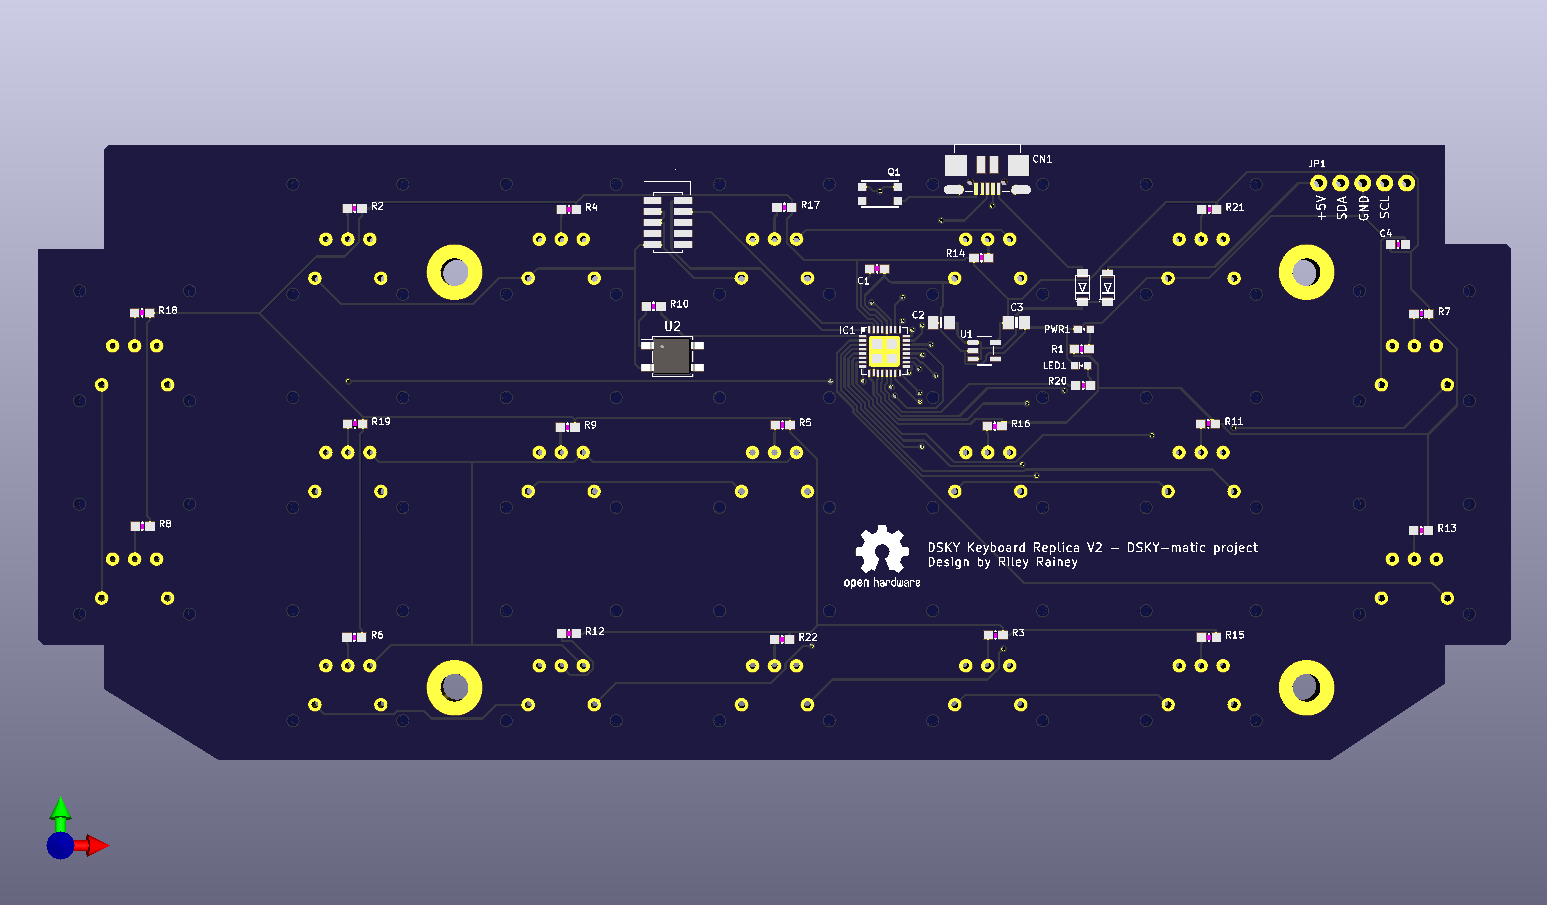 CN1
JP1
Q1
R2
R4
R17
R21
+5V
SDA
GND
SCL
C4
R14
C1
R18
R10
C3
R7
C2
U2
IC1
U1
PWR1
R1
LED1
R20
R19
R9
R5
R16
R11
R8
R13
DSKY Keyboard Replica V2 - DSKY-matic project
Design by Riley Rainey
open hardware
R6
R12
R22
R3
R15